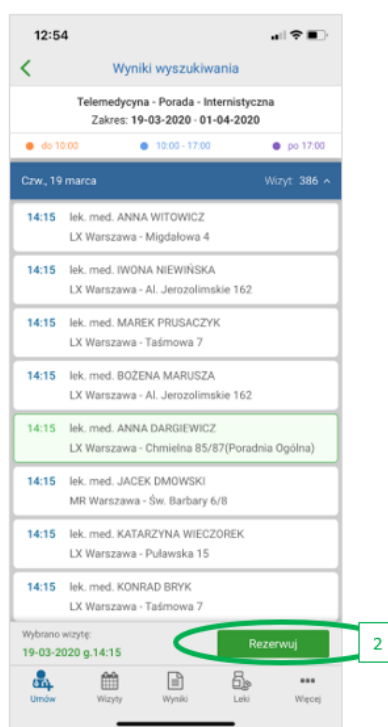 12:54
Wyniki wyszukiwania
Telemedycyna - Porada - Internistyczna
Zakres: 19-03-2020 - 01-04-2020
do 10:00 10:00 - 17:00 po 17:00
Czw., 19 marca Wizyt 386
14:15 lek. med. ANNA WITOWICZ
LX Warszawa - Migdałowa 4
14:15 lek. med. IWONA NIEWIŃSKA
LX Warszawa - Al. Jerozolimskie 162
14:15 lek. med. MAREK PRUSACZYK
LX Warszawa - Taśmowa 7
14:15 lek. med. BOŻENA MARUSZA
LX Warszawa - Al. Jerozolimskie 162
14:15 lek. med. ANNA DARGIEWICZ
LX Warszawa - Chmielna 85/87(Poradnia Ogólna)
14:15 lek. med. JACEK DMOWSKI
MR Warszawa - Św. Barbary 6/8
14:15 lek. med. KATARZYNA WIECZOREK
LX Warszawa - Puławska 15
14:15 lek. med. KONRAD BRYK
LX Warszawa - Taśmowa 7
Wybrano wizytę:
19-03-2020 g.14:15
Rezerwuj
2
Umów Wizyty Wyniki Leki Więcej